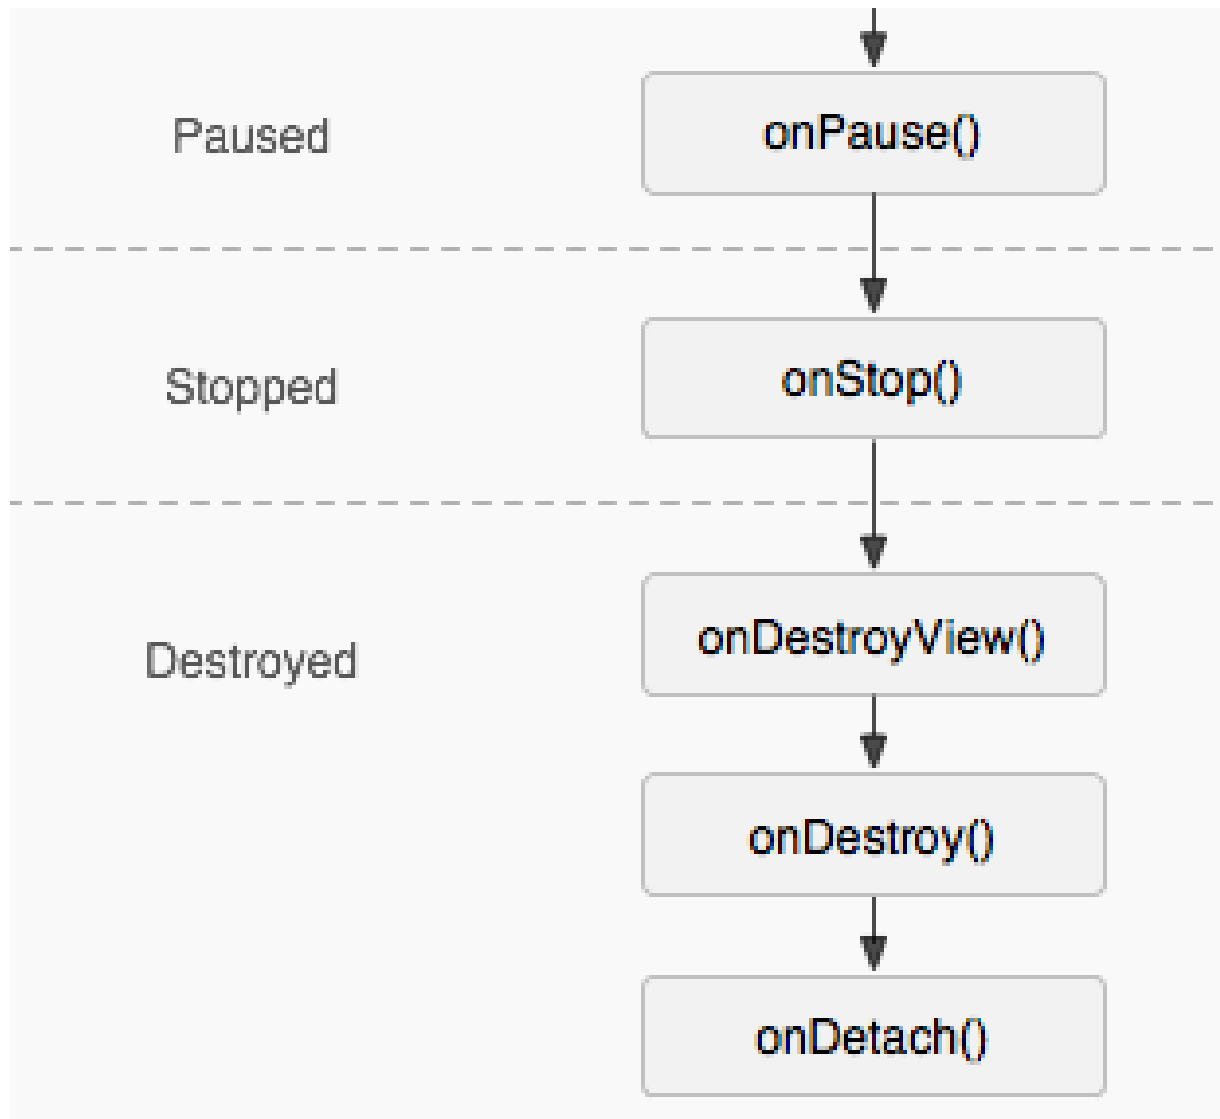 Paused
onPause()
Stopped
onStop()
Destroyed
onDestroyView()
onDestroy()
onDetach()